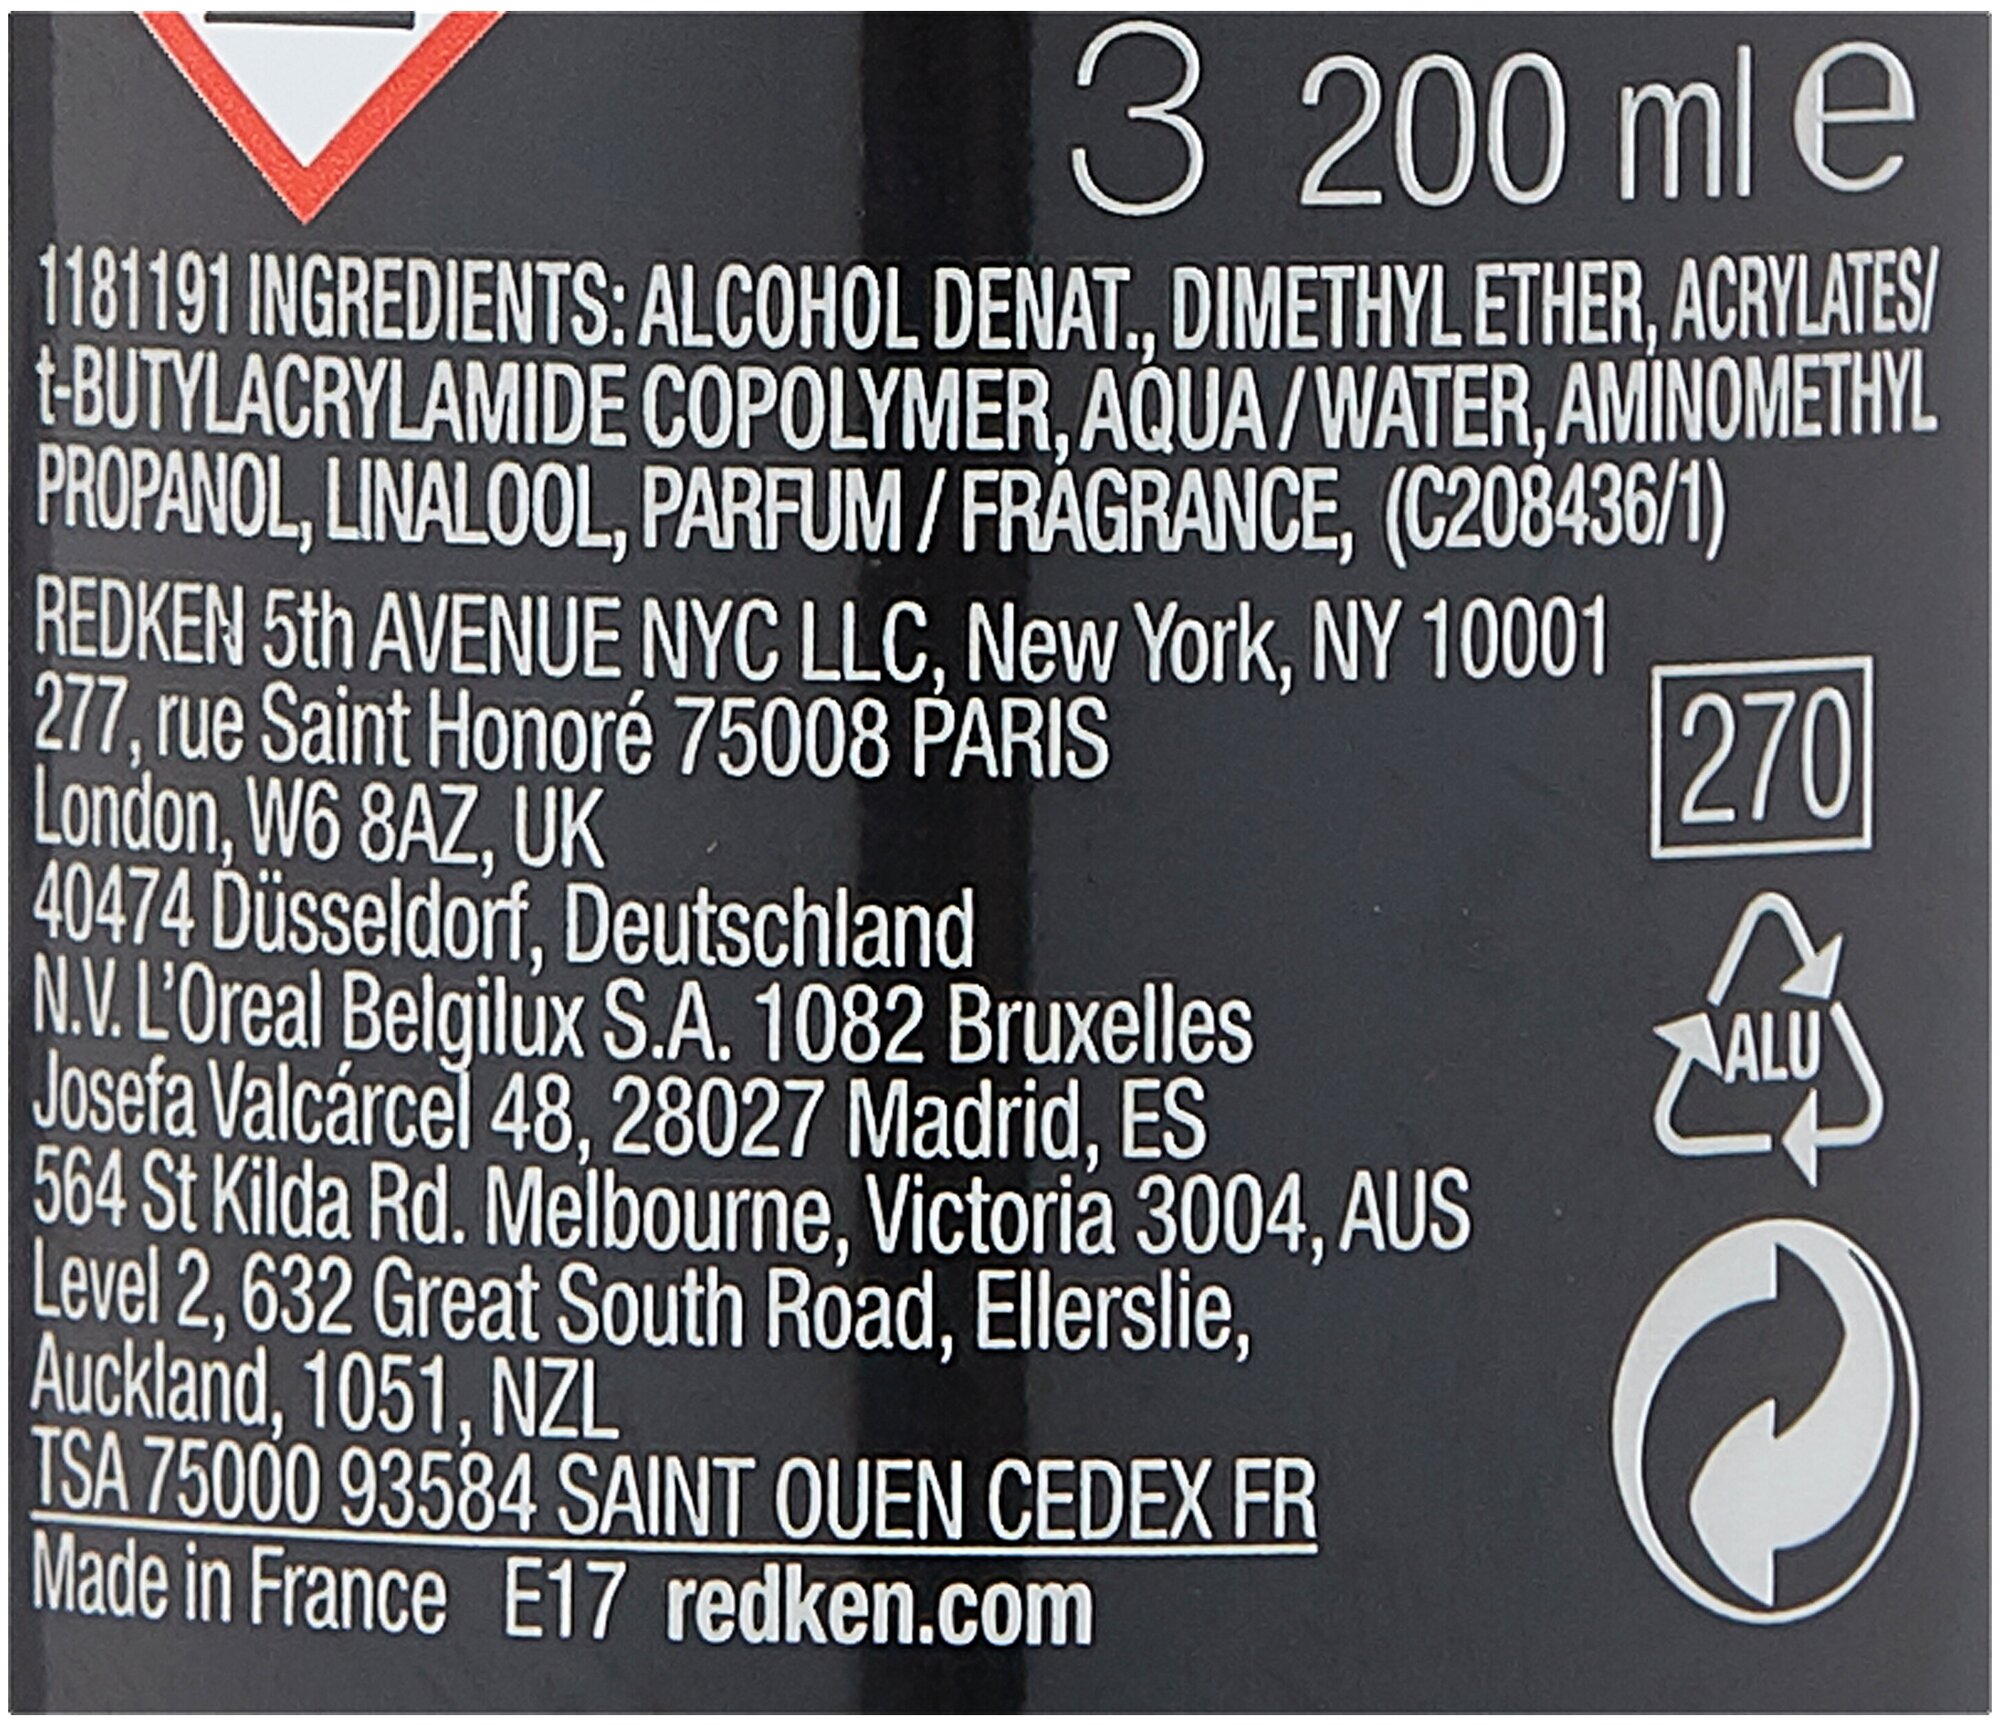 3 200 ml e
1181191 INGREDIENTS: ALCOHOL DENAT., DIMETHYL ETHER, ACRYLATES/
t-BUTYLACRYLAMIDE COPOLYMER, AQUA / WATER, AMINOMETHYL
PROPANOL, LINALOOL, PARFUM / FRAGRANCE, (C208436/1)
REDKEN 5th AVENUE NYC LLC, New York, NY 10001
277, rue Saint Honoré 75008 PARIS
London, W6 8AZ, UK
40474 Düsseldorf, Deutschland
N.V. L'Oreal Belgilux S.A. 1082 Bruxelles
Josefa Valcárcel 48, 28027 Madrid, ES
564 St Kilda Rd. Melbourne, Victoria 3004, AUS
Level 2, 632 Great South Road, Ellerslie,
Auckland, 1051, NZL
TSA 75000 93584 SAINT OUEN CEDEX FR
Made in France E17 redken.com
270
ALU